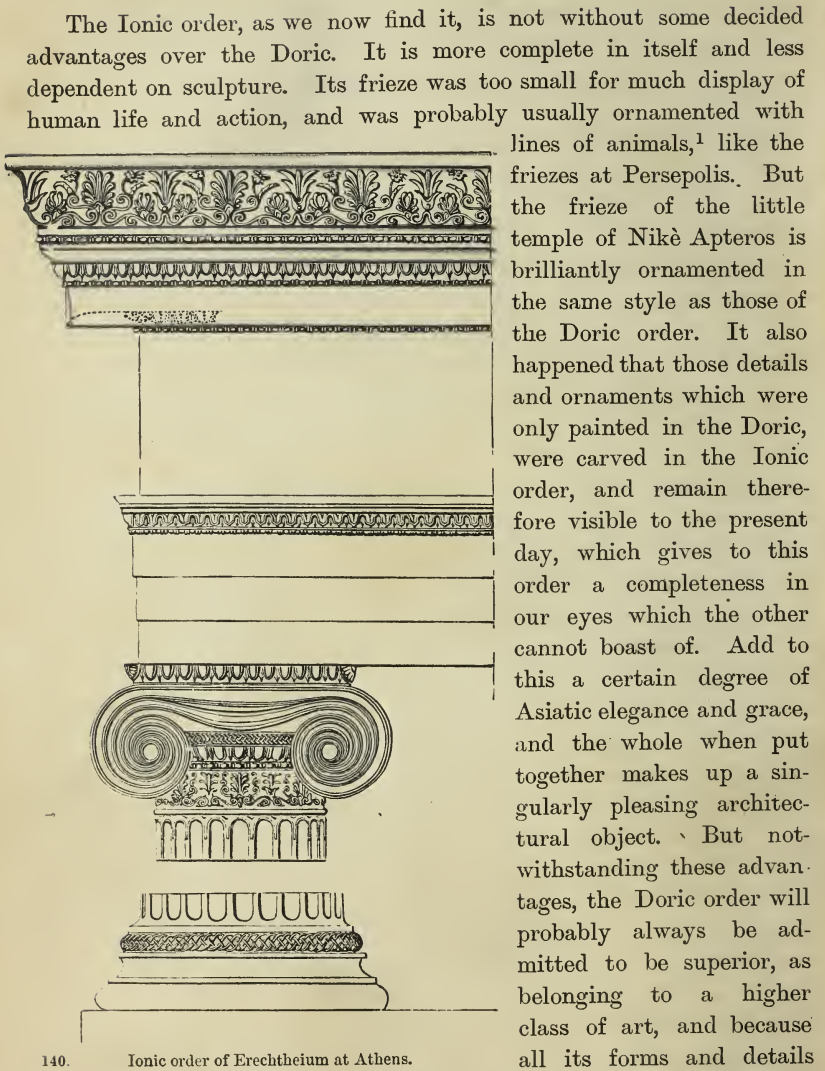 The Ionic order, as we now find it, is not without some decided
advantages over the Doric. It is more complete in itself and less
dependent on sculpture. Its frieze was too small for much display of
human life and action, and was probably usually ornamented with
lines of animals,¹ like the
friezes at Persepolis. But
the frieze of the little
temple of Nikè Apteros is
brilliantly ornamented in
the same style as those of
the Doric order. It also
happened that those details
and ornaments which were
only painted in the Doric,
were carved in the Ionic
order, and remain there-
fore visible to the present
day, which gives to this
order a completeness in
our eyes which the other
cannot boast of. Add to
this a certain degree of
Asiatic elegance and grace,
and the whole when put
together makes up a sin-
gularly pleasing architec-
tural object. But not-
withstanding these advan-
tages, the Doric order will
probably always be ad-
mitted to be superior, as
belonging to a higher
class of art, and because
all its forms and details
140. Ionic order of Erechtheium at Athens.